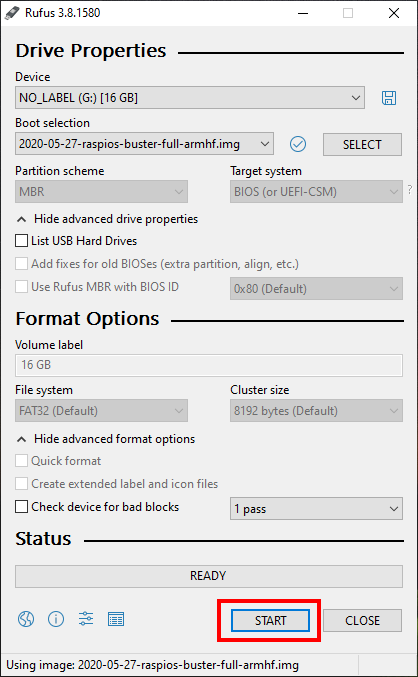 Rufus 3.8.1580
Drive Properties
Device
NO_LABEL (G:) [16 GB]
Boot selection
2020-05-27-raspios-buster-full-armhf.img
SELECT
Partition scheme
Target system
MBR
BIOS (or UEFI-CSM)
?
Hide advanced drive properties
List USB Hard Drives
Add fixes for old BIOSes (extra partition, align, etc.)
Use Rufus MBR with BIOS ID
0x80 (Default)
Format Options
Volume label
16 GB
File system
Cluster size
FAT32 (Default)
8192 bytes (Default)
Hide advanced format options
Quick format
Create extended label and icon files
Check device for bad blocks
1 pass
Status
READY
START
CLOSE
Using image: 2020-05-27-raspios-buster-full-armhf.img